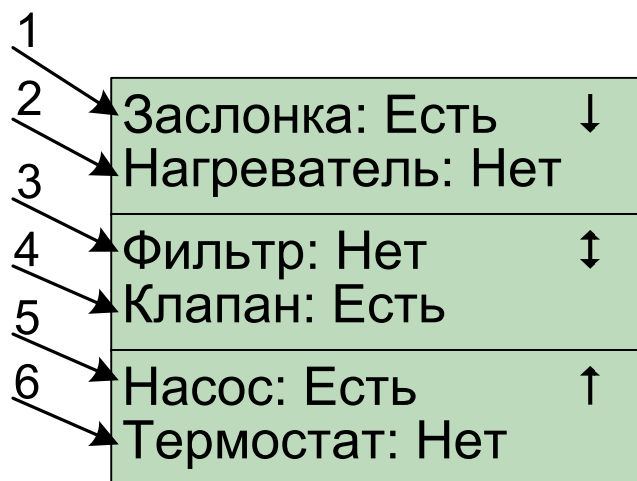 1
2
3
4
5
6
Заслонка: Есть ↓
Нагреватель: Нет
Фильтр: Нет ↕
Клапан: Есть
Насос: Есть ↑
Термостат: Нет